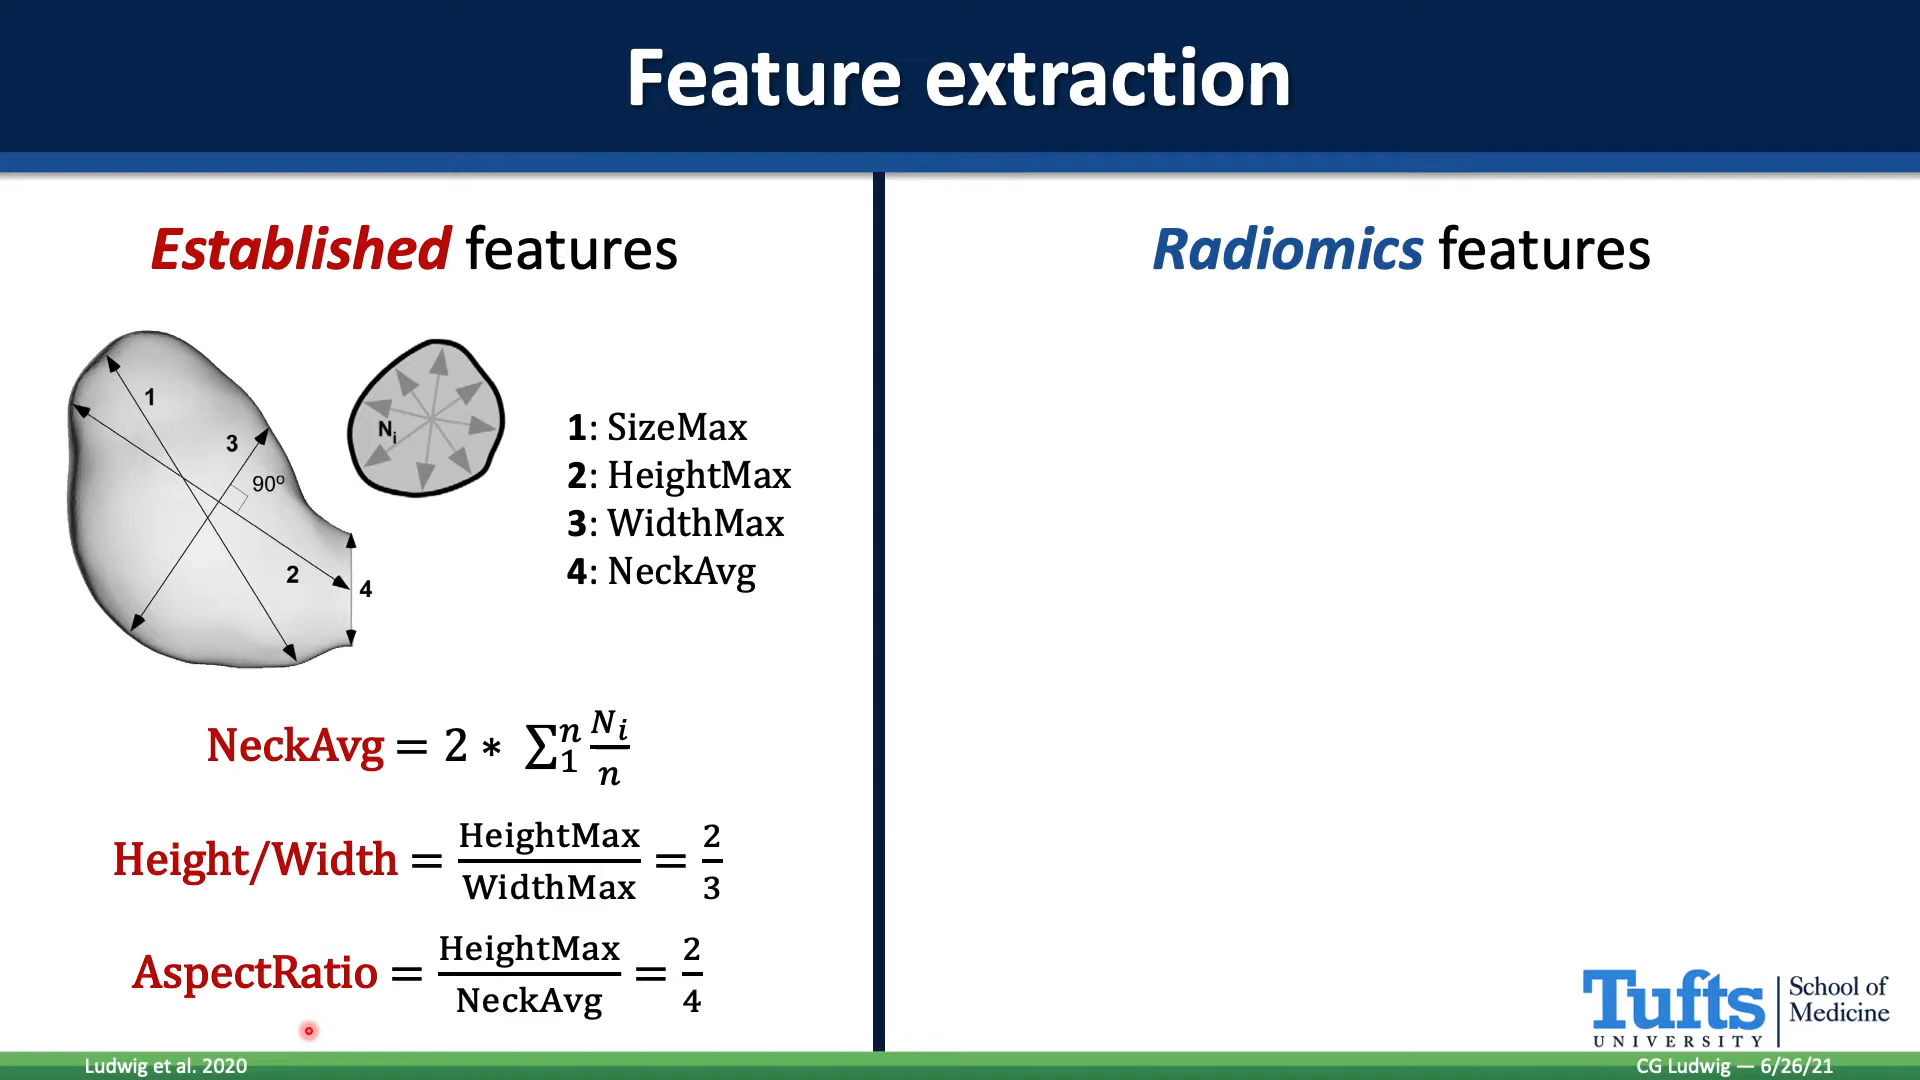 Feature extraction
Established features
1
3
90º
2
4
Nᵢ
1: SizeMax
2: HeightMax
3: WidthMax
4: NeckAvg
NeckAvg = 2 * ∑₁ⁿ Nᵢ/n
Height/Width = HeightMax/WidthMax = 2/3
AspectRatio = HeightMax/NeckAvg = 2/4
Radiomics features
Tufts
UNIVERSITY
School of
Medicine
Ludwig et al. 2020
CG Ludwig — 6/26/21